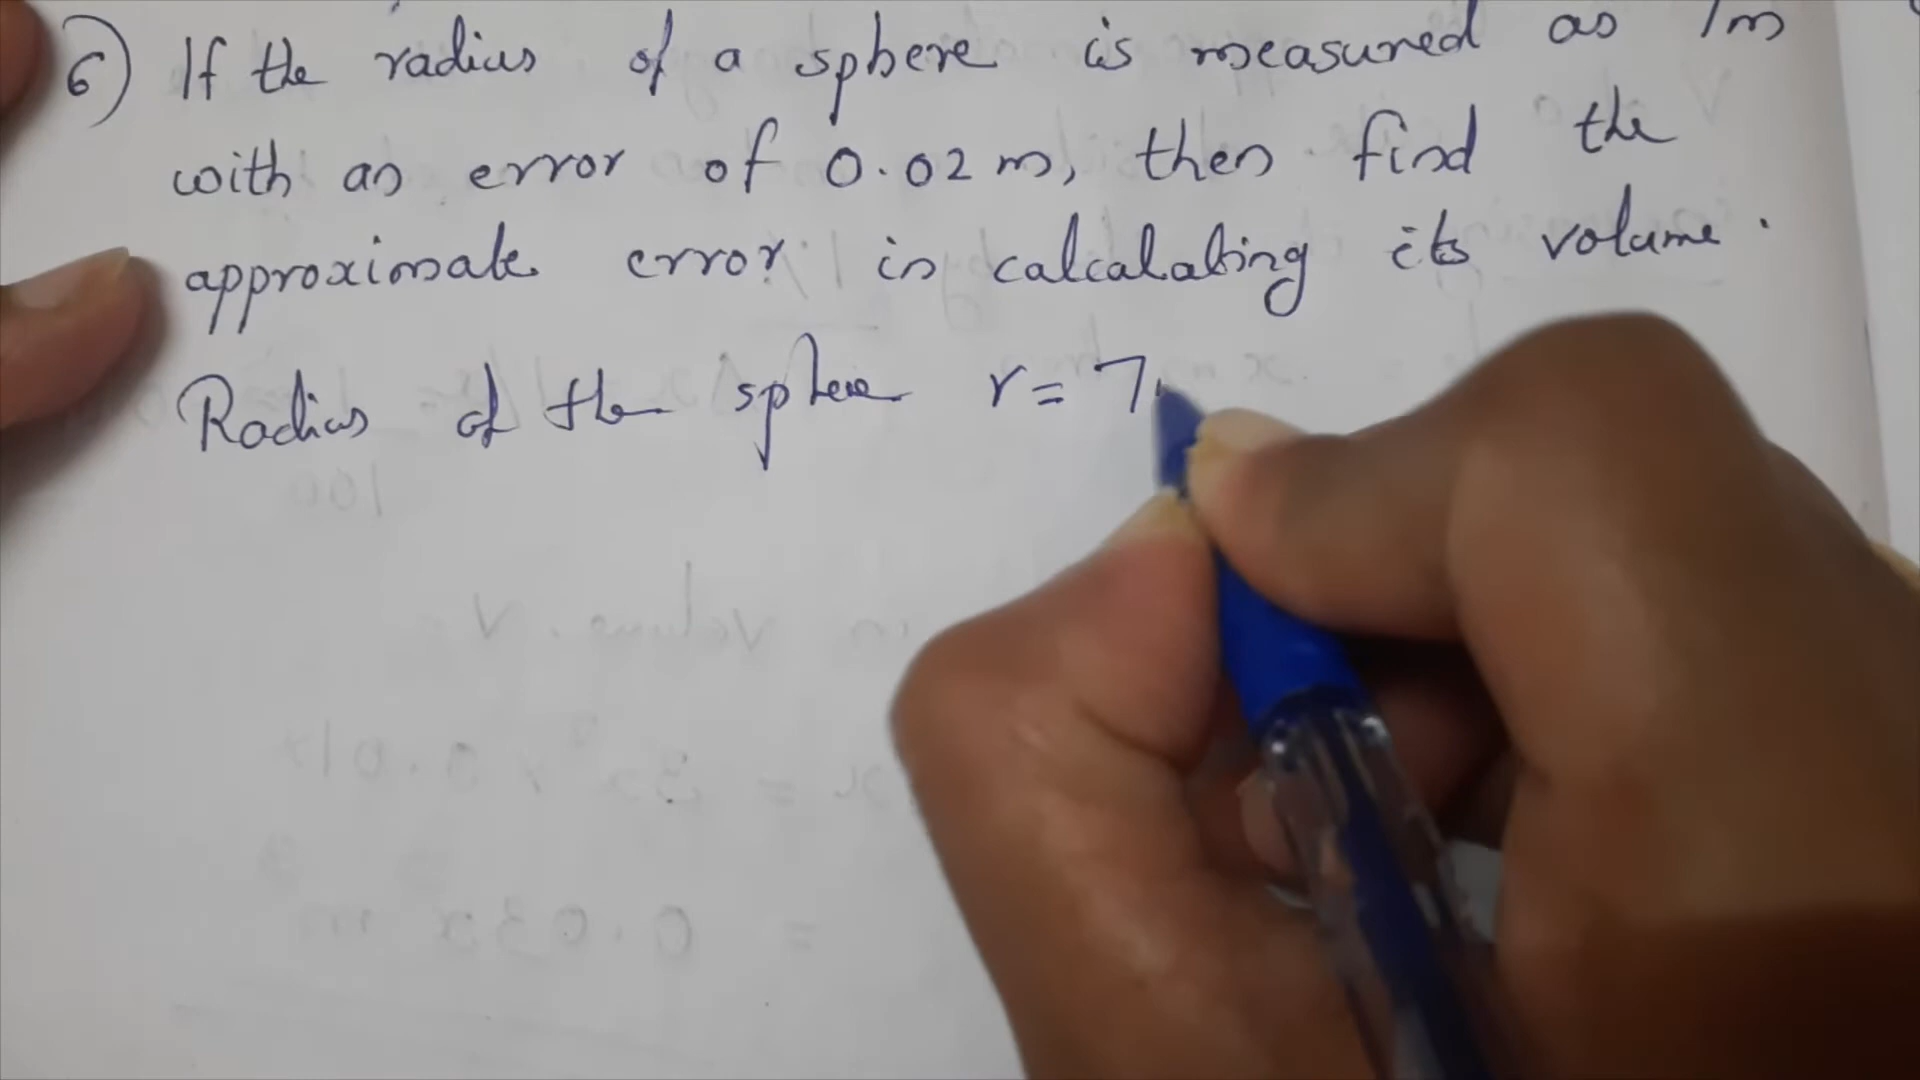 6) If the radius of a sphere is measured as 7m
with an error of 0.02 m, then find the
approximate error in calculating its volume.
Radius of the sphere r = 7